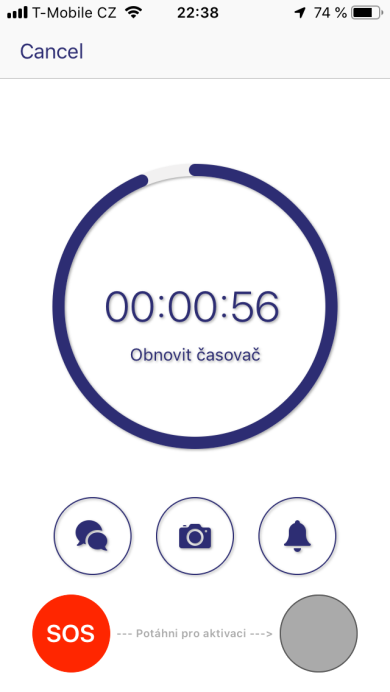 T-Mobile CZ 22:38 74 %
Cancel
00:00:56
Obnovit časovač
SOS --- Potáhni pro aktivaci --->